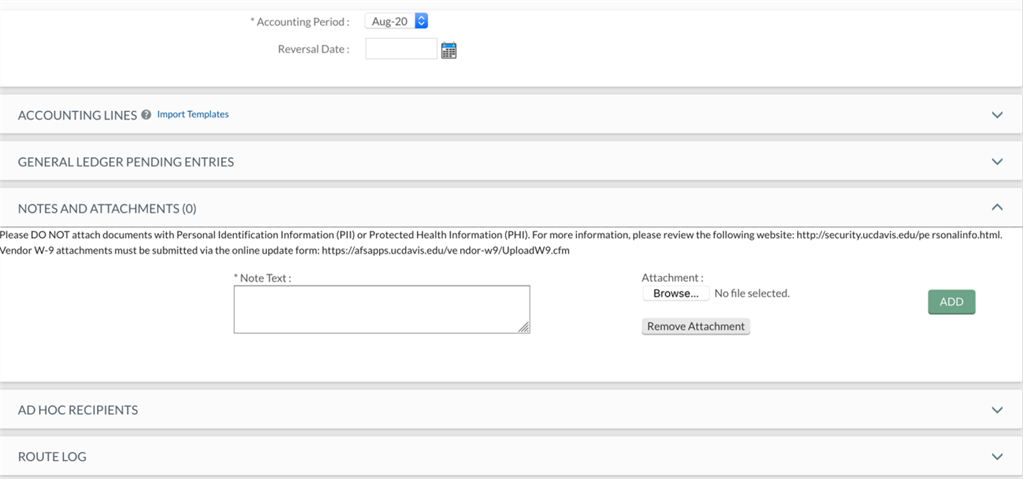 * Accounting Period : Aug-20
Reversal Date :
ACCOUNTING LINES ? Import Templates
GENERAL LEDGER PENDING ENTRIES
NOTES AND ATTACHMENTS (0)
Please DO NOT attach documents with Personal Identification Information (PII) or Protected Health Information (PHI). For more information, please review the following website: http://security.ucdavis.edu/pe rsonalinfo.html.
Vendor W-9 attachments must be submitted via the online update form: https://afsapps.ucdavis.edu/ve ndor-w9/UploadW9.cfm
* Note Text :
Attachment :
Browse... No file selected.
ADD
Remove Attachment
AD HOC RECIPIENTS
ROUTE LOG